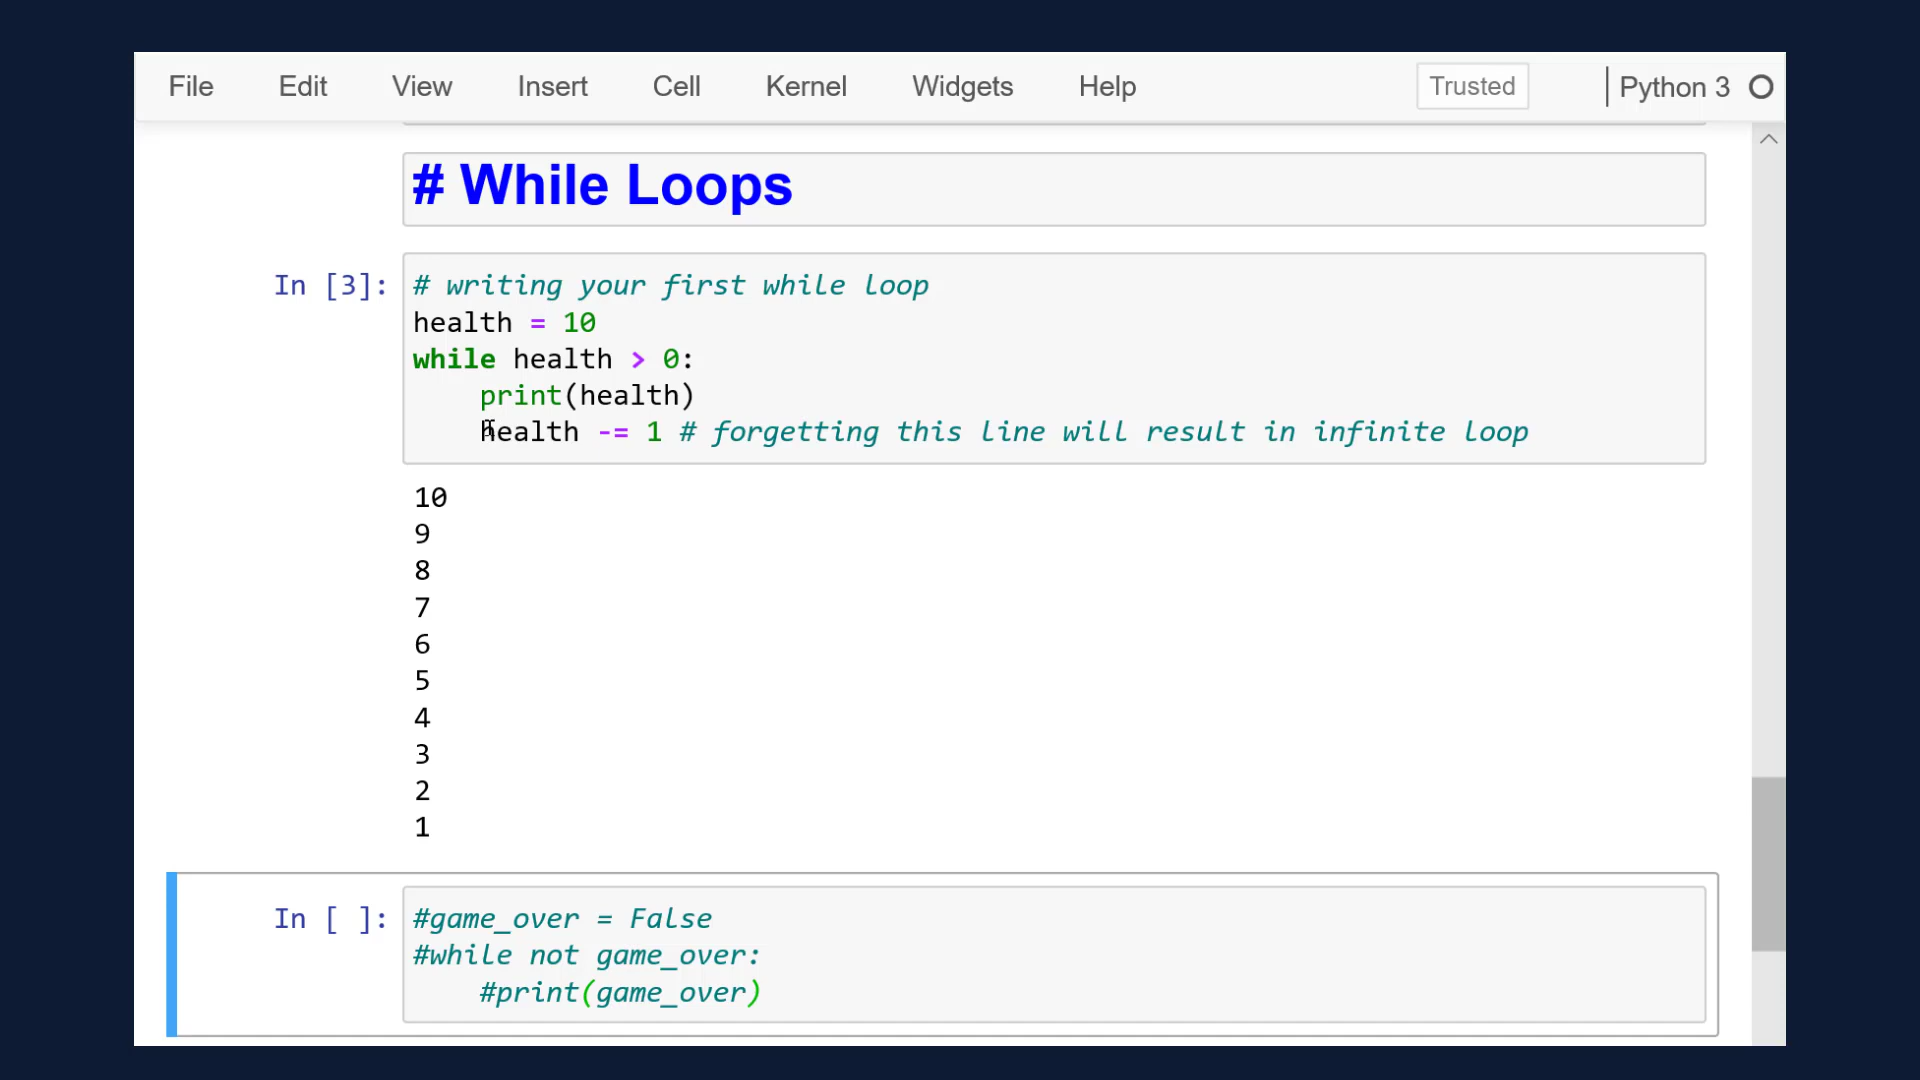 File Edit View Insert Cell Kernel Widgets Help Trusted Python 3
# While Loops
In [3]: # writing your first while loop
health = 10
while health > 0:
    print(health)
    health -= 1 # forgetting this line will result in infinite loop
10
9
8
7
6
5
4
3
2
1
In [ ]: #game_over = False
#while not game_over:
    #print(game_over)